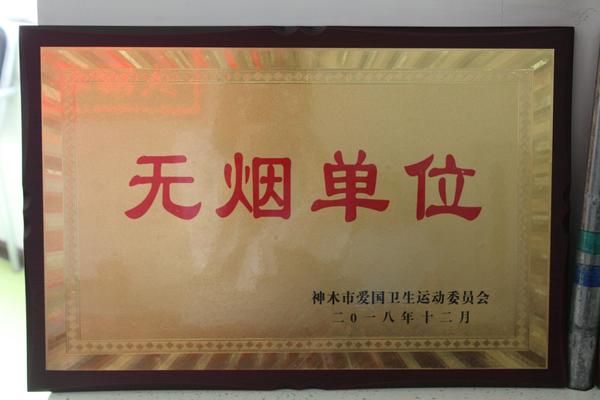 无烟单位
神木市爱国卫生运动委员会
二0一八年十二月